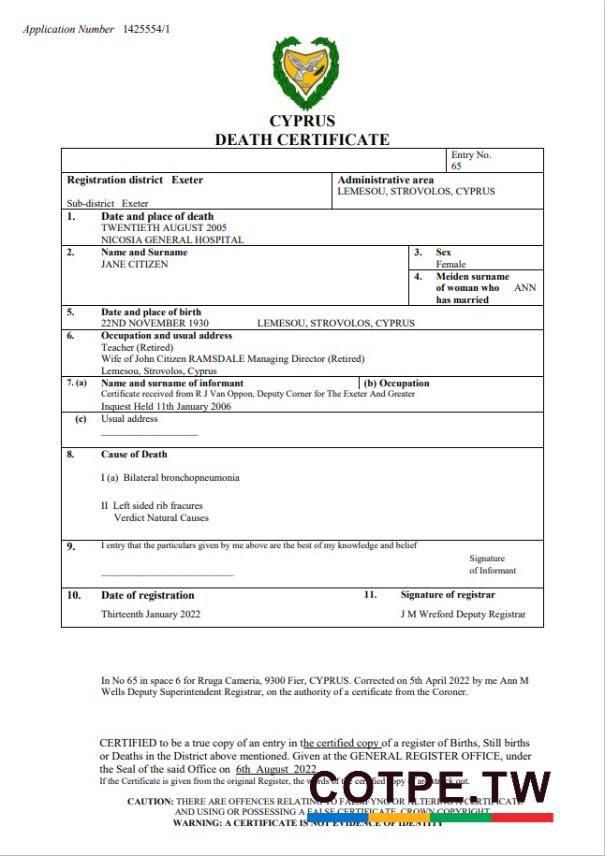 Application Number 1425554/1
CYPRUS
DEATH CERTIFICATE
Entry No.
65
Registration district Exeter
Sub-district Exeter
Administrative area
LEMESOU, STROVOLOS, CYPRUS
1. Date and place of death
TWENTIETH AUGUST 2005
NICOSIA GENERAL HOSPITAL
2. Name and Surname
JANE CITIZEN
3. Sex
Female
4. Meiden surname
of woman who ANN
has married
5. Date and place of birth
22ND NOVEMBER 1930 LEMESOU, STROVOLOS, CYPRUS
6. Occupation and usual address
Teacher (Retired)
Wife of John Citizen RAMSDALE Managing Director (Retired)
Lemesou, Strovolos, Cyprus
7. (a) Name and surname of informant (b) Occupation
Certificate received from R J Van Oppon, Deputy Corner for The Exeter And Greater
Inquest Held 11th January 2006
(c) Usual address
8. Cause of Death
I (a) Bilateral bronchopneumonia
II Left sided rib fracures
Verdict Natural Causes
9. I entry that the particulars given by me above are the best of my knowledge and belief
Signature
of Informant
10. Date of registration 11. Signature of registrar
Thirteenth January 2022 J M Wreford Deputy Registrar
In No 65 in space 6 for Rruga Cameria, 9300 Fier, CYPRUS. Corrected on 5th April 2022 by me Ann M
Wells Deputy Superintendent Registrar, on the authority of a certificate from the Coroner.
CERTIFIED to be a true copy of an entry in the certified copy of a register of Births, Still births
or Deaths in the District above mentioned. Given at the GENERAL REGISTER OFFICE, under
the Seal of the said Office on 6th August 2022
If the Certificate is given from the original Register, the words of the certified copy are struck out.
COTPE.TW
CAUTION: THERE ARE OFFENCES RELATING TO FALSIFYNG OR ALTERING CERTIFICATE
AND USING OR POSSESSING A FALSE CERTIFICATE. CROWN COPYRIGHT
WARNING: A CERTIFICATE IS NOT EVIDENCE OF IDENTITY